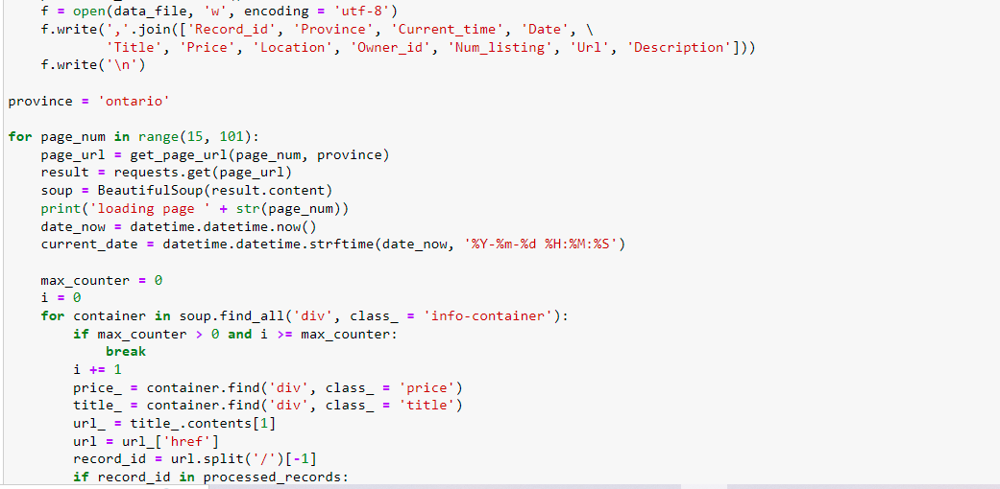 f = open(data_file, 'w', encoding = 'utf-8')
f.write(','.join(['Record_id', 'Province', 'Current_time', 'Date', \
'Title', 'Price', 'Location', 'Owner_id', 'Num_listing', 'Url', 'Description']))
f.write('\n')
province = 'ontario'
for page_num in range(15, 101):
page_url = get_page_url(page_num, province)
result = requests.get(page_url)
soup = BeautifulSoup(result.content)
print('loading page ' + str(page_num))
date_now = datetime.datetime.now()
current_date = datetime.datetime.strftime(date_now, '%Y-%m-%d %H:%M:%S')
max_counter = 0
i = 0
for container in soup.find_all('div', class_ = 'info-container'):
if max_counter > 0 and i >= max_counter:
break
i += 1
price_ = container.find('div', class_ = 'price')
title_ = container.find('div', class_ = 'title')
url_ = title_.contents[1]
url = url_['href']
record_id = url.split('/')[-1]
if record_id in processed_records: